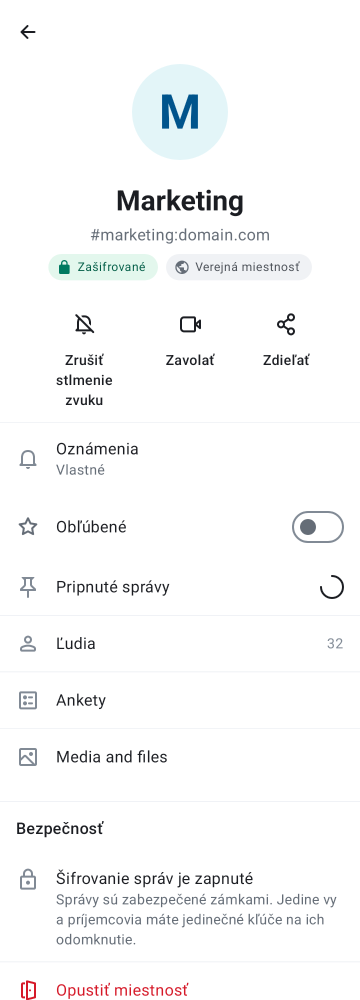 M
Marketing
#marketing:domain.com
Zašifrované
Verejná miestnosť
Zrušiť
stlmenie
zvuku
Zavolať
Zdieľať
Oznámenia
Vlastné
Obľúbené
Pripnuté správy
Ľudia
32
Ankety
Media and files
Bezpečnosť
Šifrovanie správ je zapnuté
Správy sú zabezpečené zámkami. Jedine vy
a príjemcovia máte jedinečné kľúče na ich
odomknutie.
Opustiť miestnosť